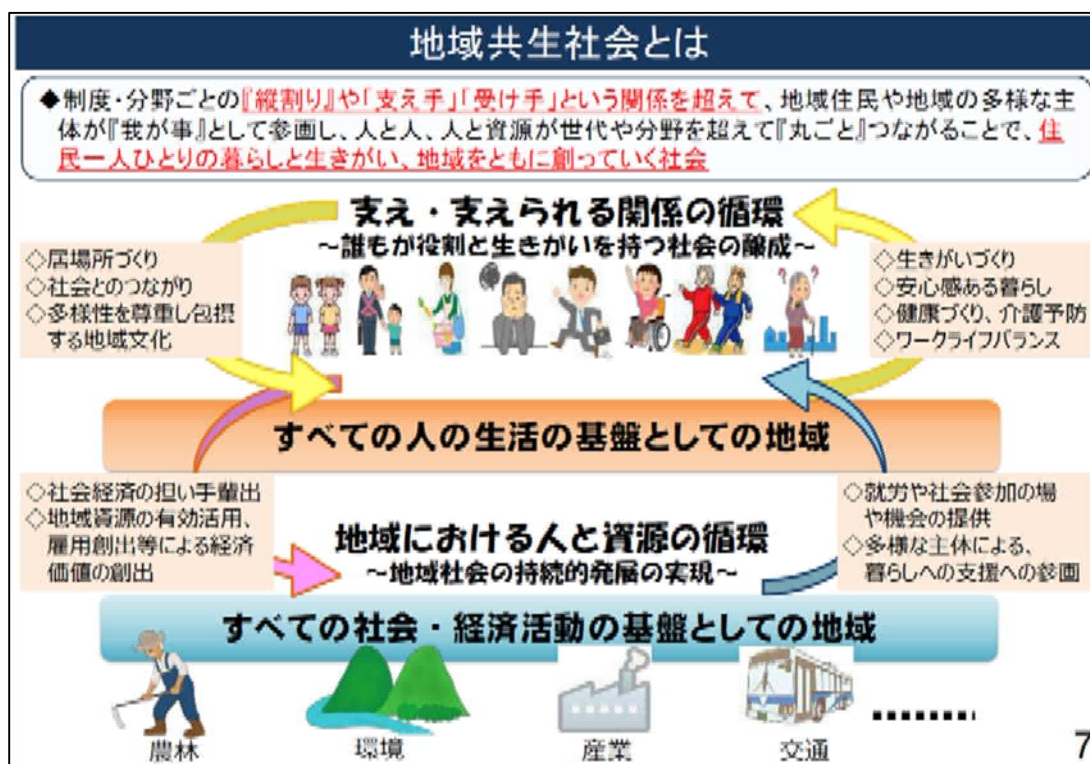 地域共生社会とは
◆制度・分野ごとの『縦割り』や「支え手」「受け手」という関係を超えて、地域住民や地域の多様な主
体が『我が事』として参画し、人と人、人と資源が世代や分野を超えて『丸ごと』つながることで、住
民一人ひとりの暮らしと生きがい、地域をともに創っていく社会
支え・支えられる関係の循環
~誰もが役割と生きがいを持つ社会の醸成~
◇居場所づくり
◇社会とのつながり
◇多様性を尊重し包摂
する地域文化
◇生きがいづくり
◇安心感ある暮らし
◇健康づくり、介護予防
◇ワークライフバランス
すべての人の生活の基盤としての地域
◇社会経済の担い手輩出
◇地域資源の有効活用、
雇用創出等による経済
価値の創出
地域における人と資源の循環
~地域社会の持続的発展の実現~
◇就労や社会参加の場
や機会の提供
◇多様な主体による、
暮らしへの支援への参画
すべての社会・経済活動の基盤としての地域
農林
環境
産業
交通
7